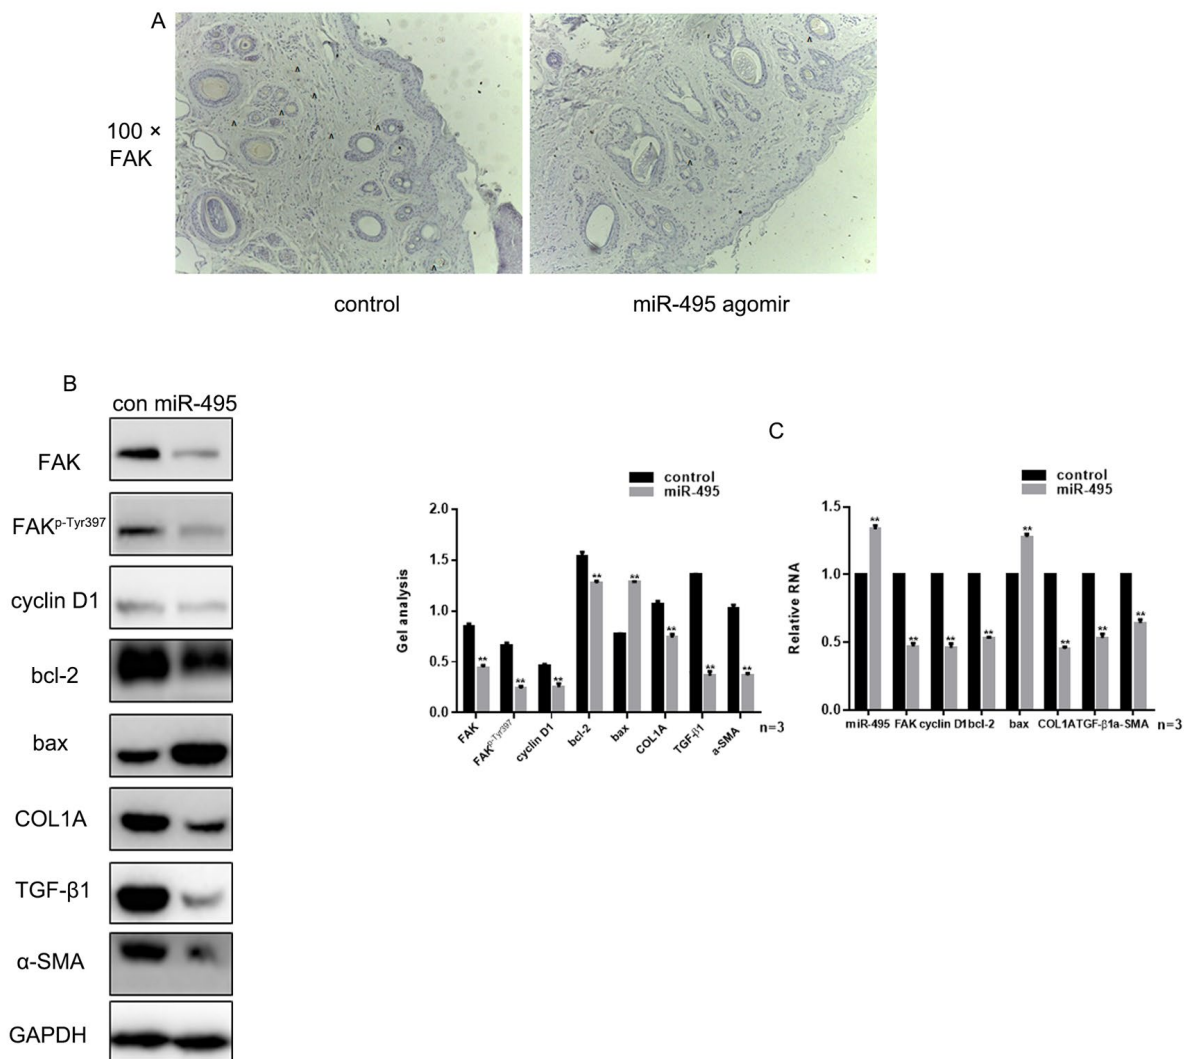 A
100 ×
FAK
control
miR-495 agomir
B
con miR-495
FAK
FAKp-Tyr397
cyclin D1
bcl-2
bax
COL1A
TGF-β1
α-SMA
GAPDH
control
miR-495
Gel analysis
2.0
1.5
1.0
0.5
0.0
** ** ** ** ** ** ** **
FAK
FAKp-Tyr397
cyclin D1
bcl-2
bax
COL1A
TGF-β1
a-SMA
n=3
C
control
miR-495
Relative RNA
1.5
1.0
0.5
0.0
** ** ** ** ** ** ** **
miR-495 FAK cyclin D1 bcl-2 bax COL1A TGF-β1 a-SMA n=3